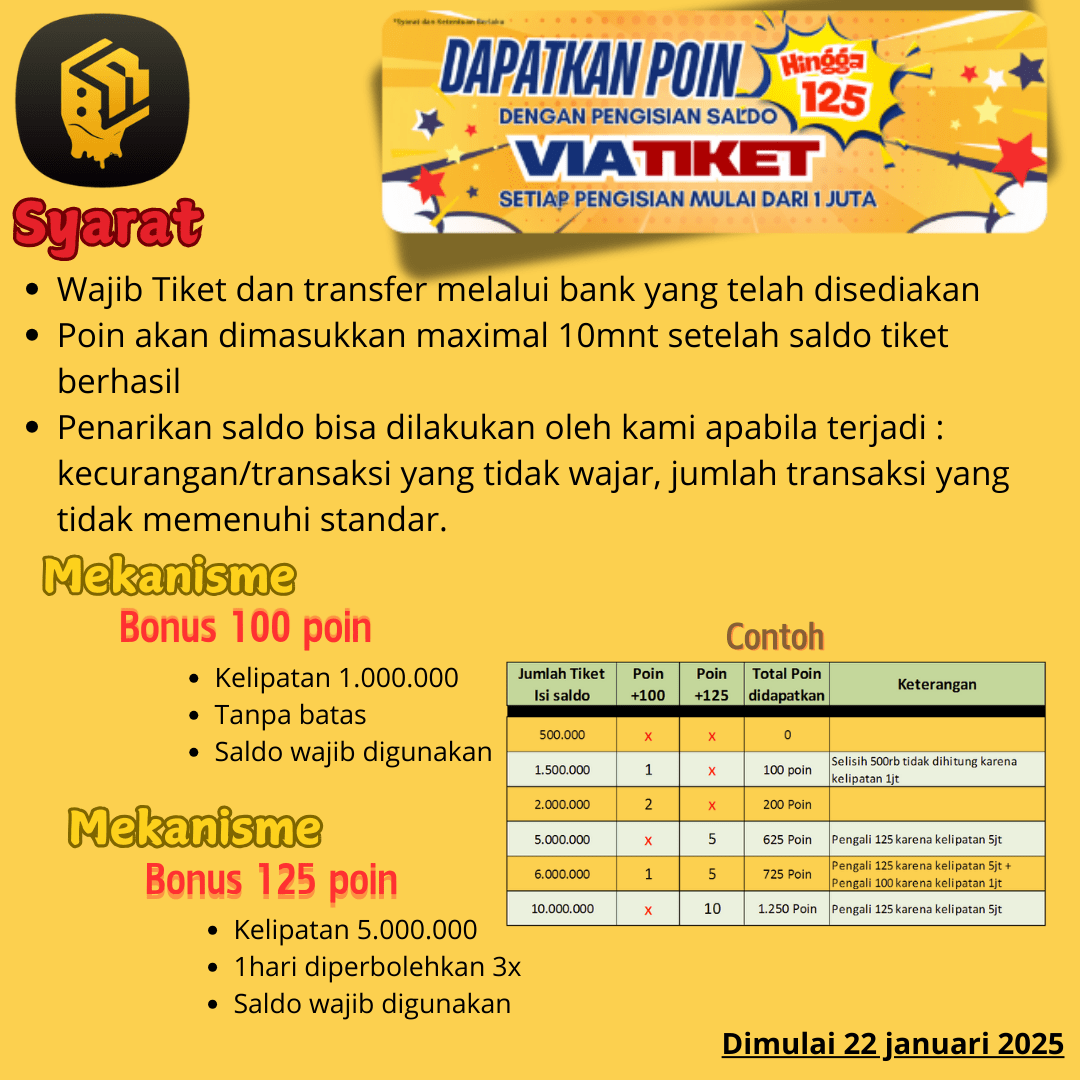 *Syarat dan Ketentuan Berlaku
DAPATKAN POIN
Hingga
125
DENGAN PENGISIAN SALDO
VIATIKET
SETIAP PENGISIAN MULAI DARI 1 JUTA
Syarat
• Wajib Tiket dan transfer melalui bank yang telah disediakan
• Poin akan dimasukkan maximal 10mnt setelah saldo tiket
berhasil
• Penarikan saldo bisa dilakukan oleh kami apabila terjadi :
kecurangan/transaksi yang tidak wajar, jumlah transaksi yang
tidak memenuhi standar.
Mekanisme
Bonus 100 poin
• Kelipatan 1.000.000
• Tanpa batas
• Saldo wajib digunakan
Mekanisme
Bonus 125 poin
• Kelipatan 5.000.000
• 1hari diperbolehkan 3x
• Saldo wajib digunakan
Contoh
Jumlah Tiket Poin Poin Total Poin Keterangan
Isi saldo +100 +125 didapatkan
500.000 x x 0
1.500.000 1 x 100 poin Selisih 500rb tidak dihitung karena
kelipatan 1jt
2.000.000 2 x 200 Poin
5.000.000 x 5 625 Poin Pengali 125 karena kelipatan 5jt
6.000.000 1 5 725 Poin Pengali 125 karena kelipatan 5jt +
Pengali 100 karena kelipatan 1jt
10.000.000 x 10 1.250 Poin Pengali 125 karena kelipatan 5jt
Dimulai 22 januari 2025